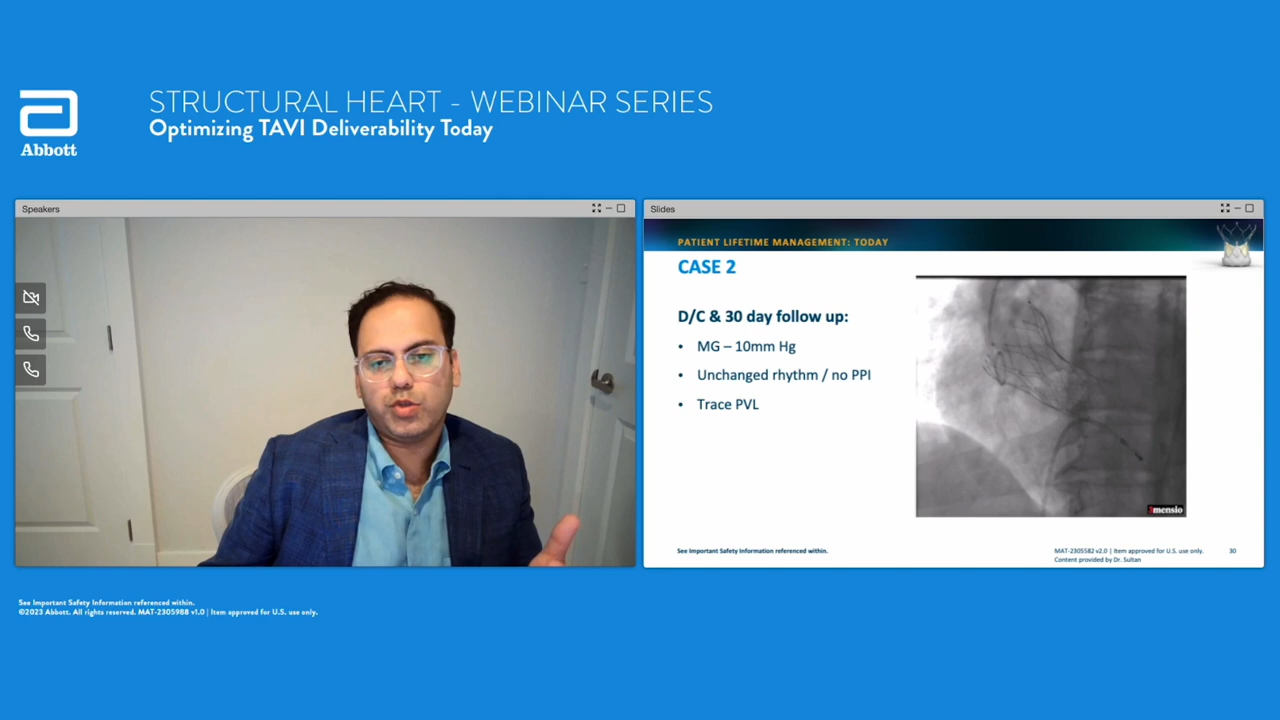 Abbott
STRUCTURAL HEART - WEBINAR SERIES
Optimizing TAVI Deliverability Today
Speakers
Slides
PATIENT LIFETIME MANAGEMENT: TODAY
CASE 2
D/C & 30 day follow up:
• MG – 10mm Hg
• Unchanged rhythm / no PPI
• Trace PVL
3mensio
See Important Safety Information referenced within.
MAT-2305582 v2.0 | Item approved for U.S. use only.
Content provided by Dr. Sultan
30
See Important Safety Information referenced within.
©2023 Abbott. All rights reserved. MAT-2305988 v1.0 | Item approved for U.S. use only.